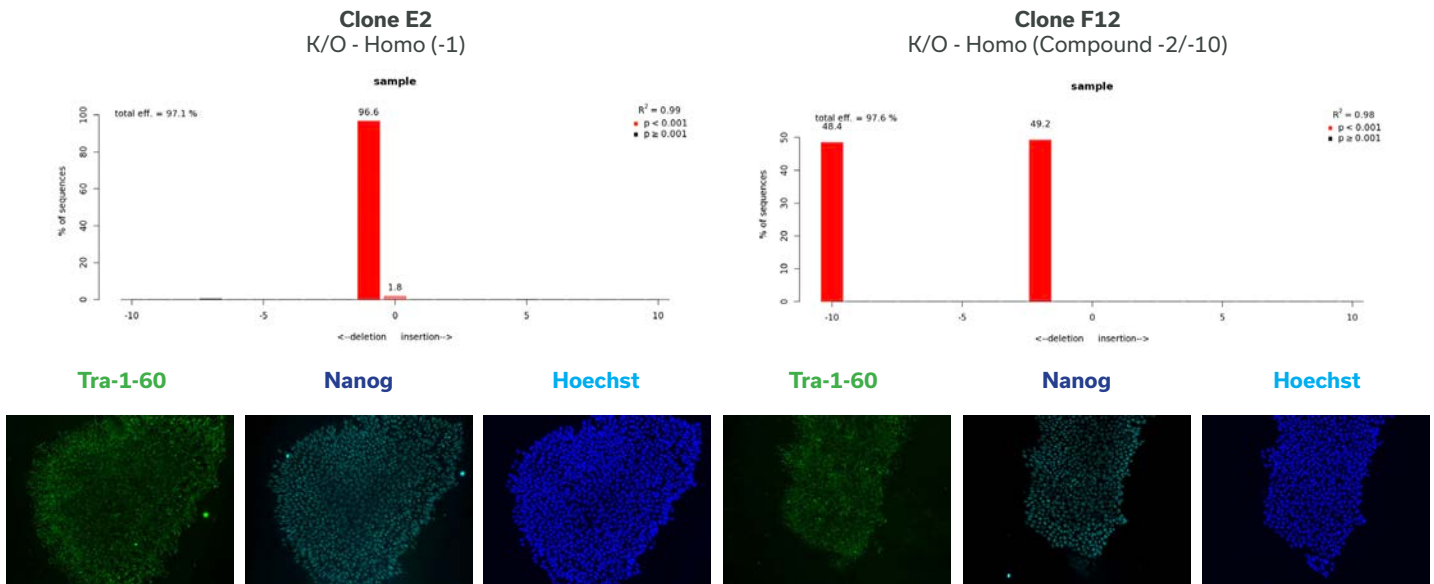 Clone E2
K/O - Homo (-1)
sample
total eff. = 97.1 %
R² = 0.99
p < 0.001
p ≥ 0.001
96.6
1.8
% of sequences
0
20
40
60
80
100
-10
-5
0
5
10
<--deletion insertion-->
Clone F12
K/O - Homo (Compound -2/-10)
sample
total eff. = 97.6 %
R² = 0.98
p < 0.001
p ≥ 0.001
48.4
49.2
% of sequences
0
10
20
30
40
50
-10
-5
0
5
10
<--deletion insertion-->
Tra-1-60
Nanog
Hoechst
Tra-1-60
Nanog
Hoechst